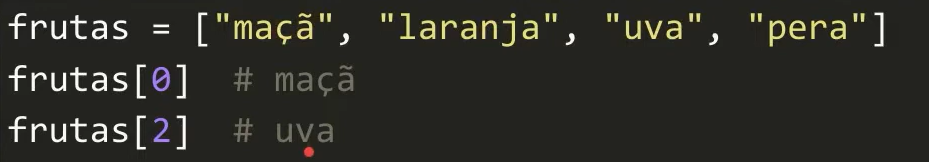 frutas = ["maçã", "laranja", "uva", "pera"]
frutas[0]  # maçã
frutas[2]  # uva